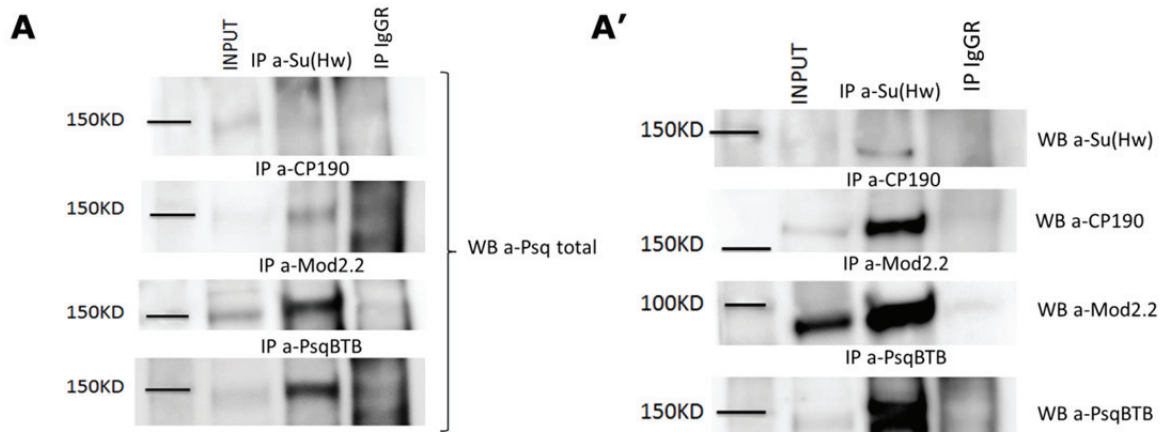 A
INPUT
IP a-Su(Hw)
IP IgGR
150KD
IP a-CP190
150KD
IP a-Mod2.2
150KD
IP a-PsqBTB
150KD
WB a-Psq total
A′
INPUT
IP a-Su(Hw)
IP IgGR
150KD
WB a-Su(Hw)
IP a-CP190
WB a-CP190
150KD
IP a-Mod2.2
100KD
WB a-Mod2.2
IP a-PsqBTB
150KD
WB a-PsqBTB